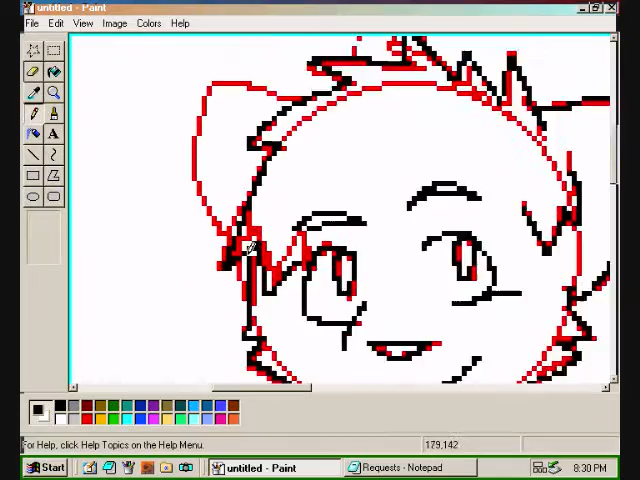 untitled - Paint
File Edit View Image Colors Help
A
For Help, click Help Topics on the Help Menu.
179,142
Start
untitled - Paint
Requests - Notepad
8:30 PM